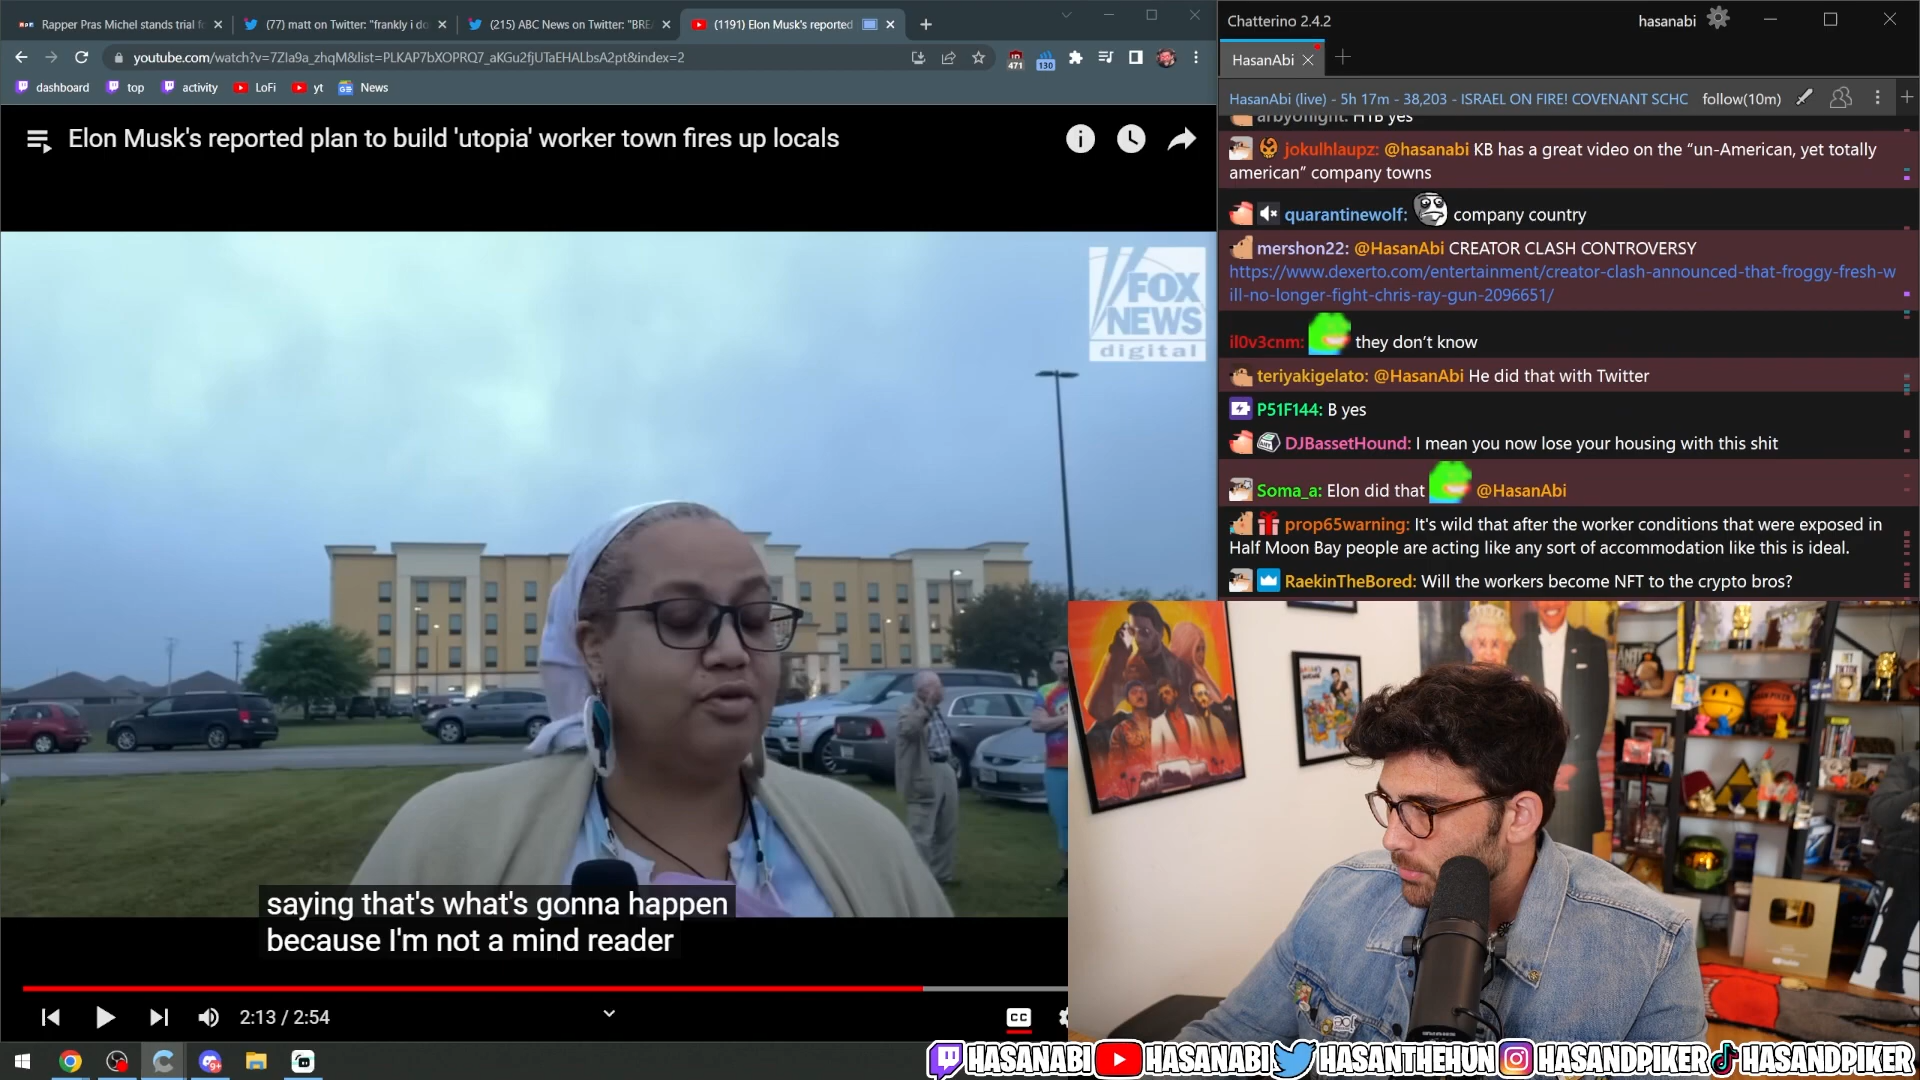 Rapper Pras Michel stands trial f
(77) matt on Twitter: "frankly i do
(215) ABC News on Twitter: "BRE
(1191) Elon Musk's reported
youtube.com/watch?v=7ZIa9a_zhqM&list=PLKAP7bXOPRQ7_aKGu2fjUTaEHALbsA2pt&index=2
471
130
dashboard
top
activity
LoFi
yt
News
Elon Musk's reported plan to build 'utopia' worker town fires up locals
FOX
NEWS
digital
saying that's what's gonna happen
because I'm not a mind reader
2:13 / 2:54
CC
Chatterino 2.4.2
hasanabi
HasanAbi
HasanAbi (live) - 5h 17m - 38,203 - ISRAEL ON FIRE! COVENANT SCHC
follow(10m)
arbyonight: HTB yes
jokulhlaupz: @hasanabi KB has a great video on the “un-American, yet totally
american” company towns
quarantinewolf: company country
mershon22: @HasanAbi CREATOR CLASH CONTROVERSY
https://www.dexerto.com/entertainment/creator-clash-announced-that-froggy-fresh-w
ill-no-longer-fight-chris-ray-gun-2096651/
il0v3cnm: they don’t know
teriyakigelato: @HasanAbi He did that with Twitter
P51F144: B yes
DJBassetHound: I mean you now lose your housing with this shit
Soma_a: Elon did that @HasanAbi
prop65warning: It's wild that after the worker conditions that were exposed in
Half Moon Bay people are acting like any sort of accommodation like this is ideal.
RaekinTheBored: Will the workers become NFT to the crypto bros?
HASANABI
HASANABI
HASANTHEHUN
HASANDPIKER
HASANDPIKER